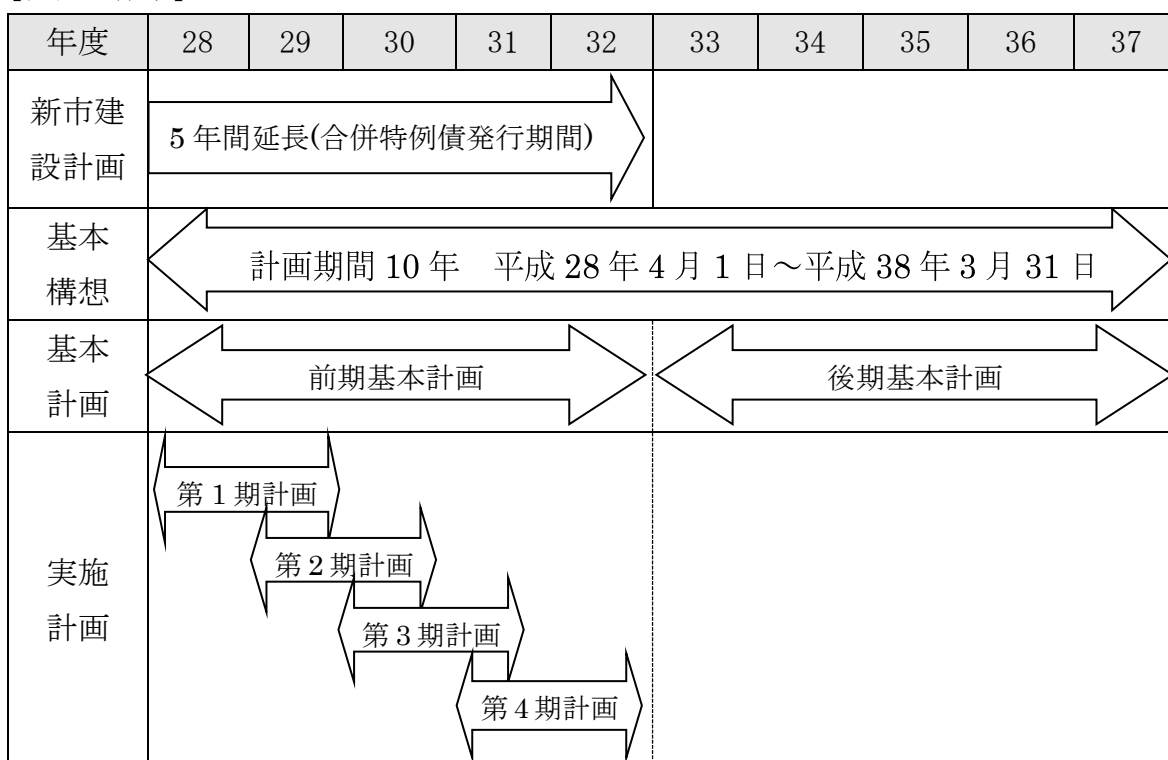 年度 28 29 30 31 32 33 34 35 36 37
新市建
設計画
5年間延長(合併特例債発行期間)
基本
構想
計画期間 10 年　平成 28 年 4 月 1 日～平成 38 年 3 月 31 日
基本
計画
前期基本計画 後期基本計画
実施
計画
第 1 期計画
第 2 期計画
第 3 期計画
第 4 期計画